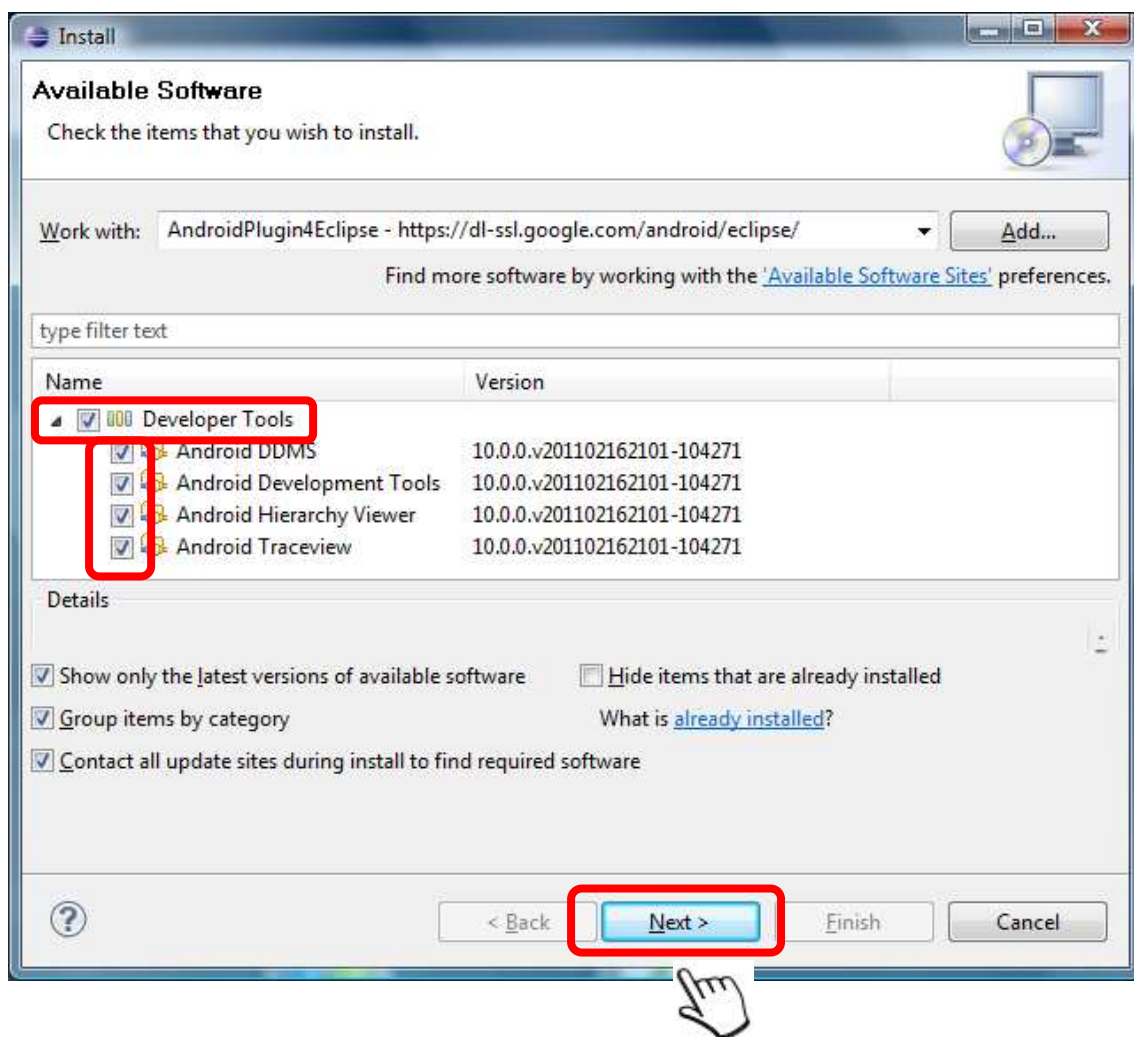 Install
Available Software
Check the items that you wish to install.
Work with: AndroidPlugin4Eclipse - https://dl-ssl.google.com/android/eclipse/ Add...
Find more software by working with the 'Available Software Sites' preferences.
type filter text
Name Version
Developer Tools
Android DDMS 10.0.0.v201102162101-104271
Android Development Tools 10.0.0.v201102162101-104271
Android Hierarchy Viewer 10.0.0.v201102162101-104271
Android Traceview 10.0.0.v201102162101-104271
Details
Show only the latest versions of available software Hide items that are already installed
Group items by category What is already installed?
Contact all update sites during install to find required software
? < Back Next > Finish Cancel